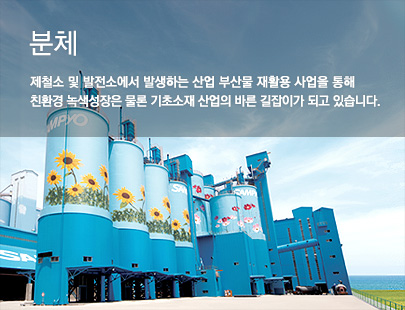 분체
제철소 및 발전소에서 발생하는 산업 부산물 재활용 사업을 통해
친환경 녹색성장은 물론 기초소재 산업의 바른 길잡이가 되고 있습니다.
SAMPYO